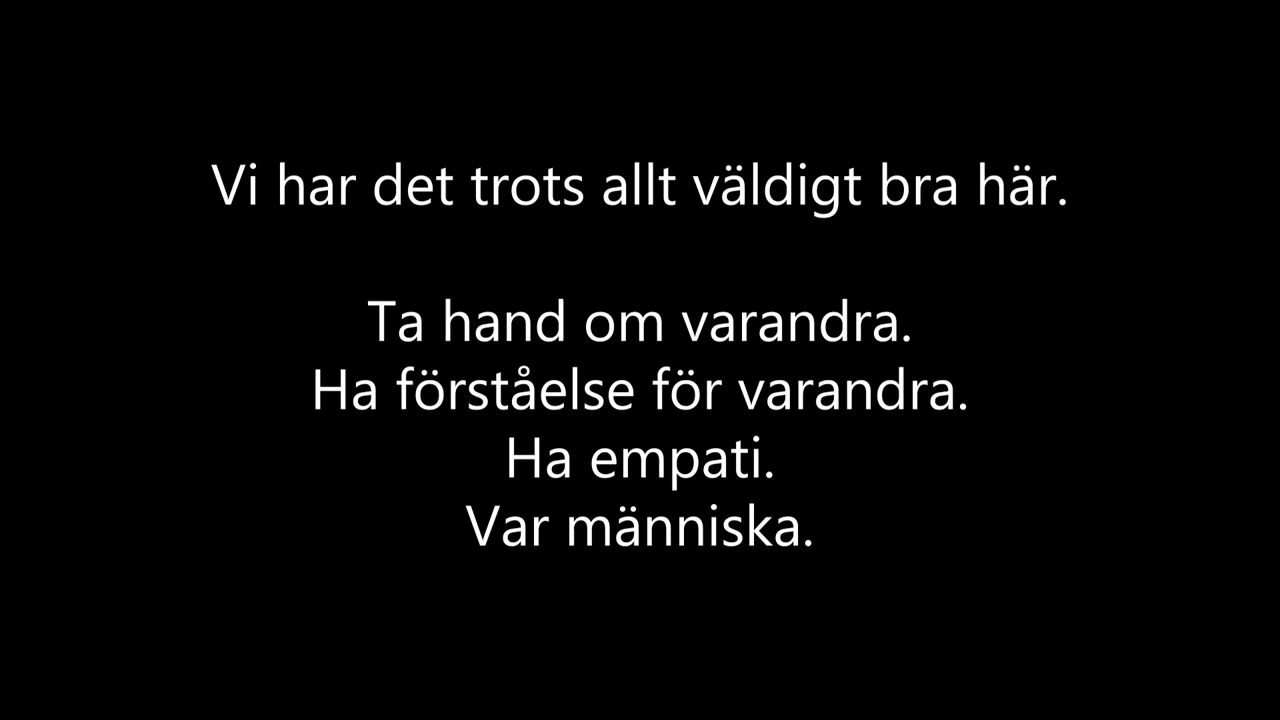 Vi har det trots allt väldigt bra här.
Ta hand om varandra.
Ha förståelse för varandra.
Ha empati.
Var människa.